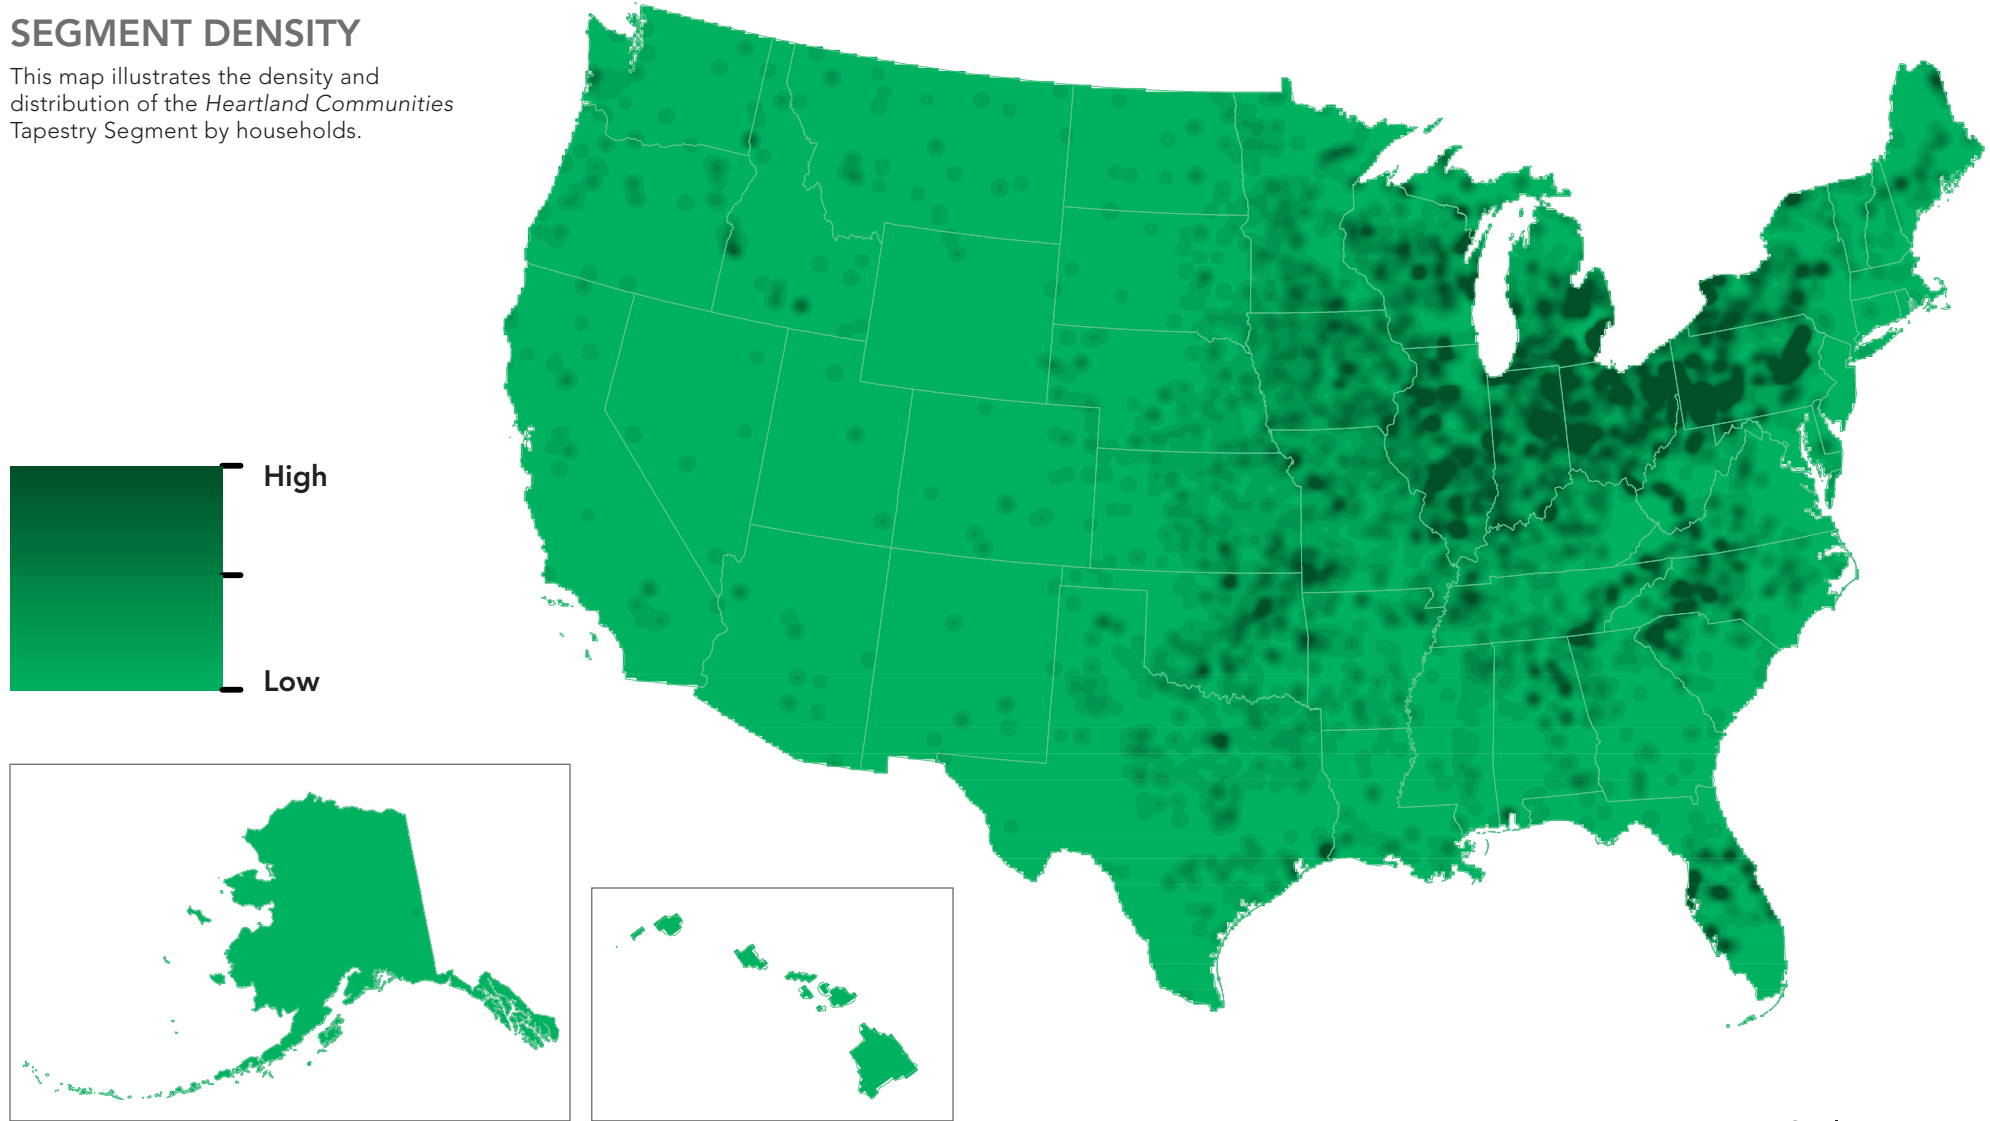 SEGMENT DENSITY
This map illustrates the density and
distribution of the Heartland Communities
Tapestry Segment by households.
High
Low